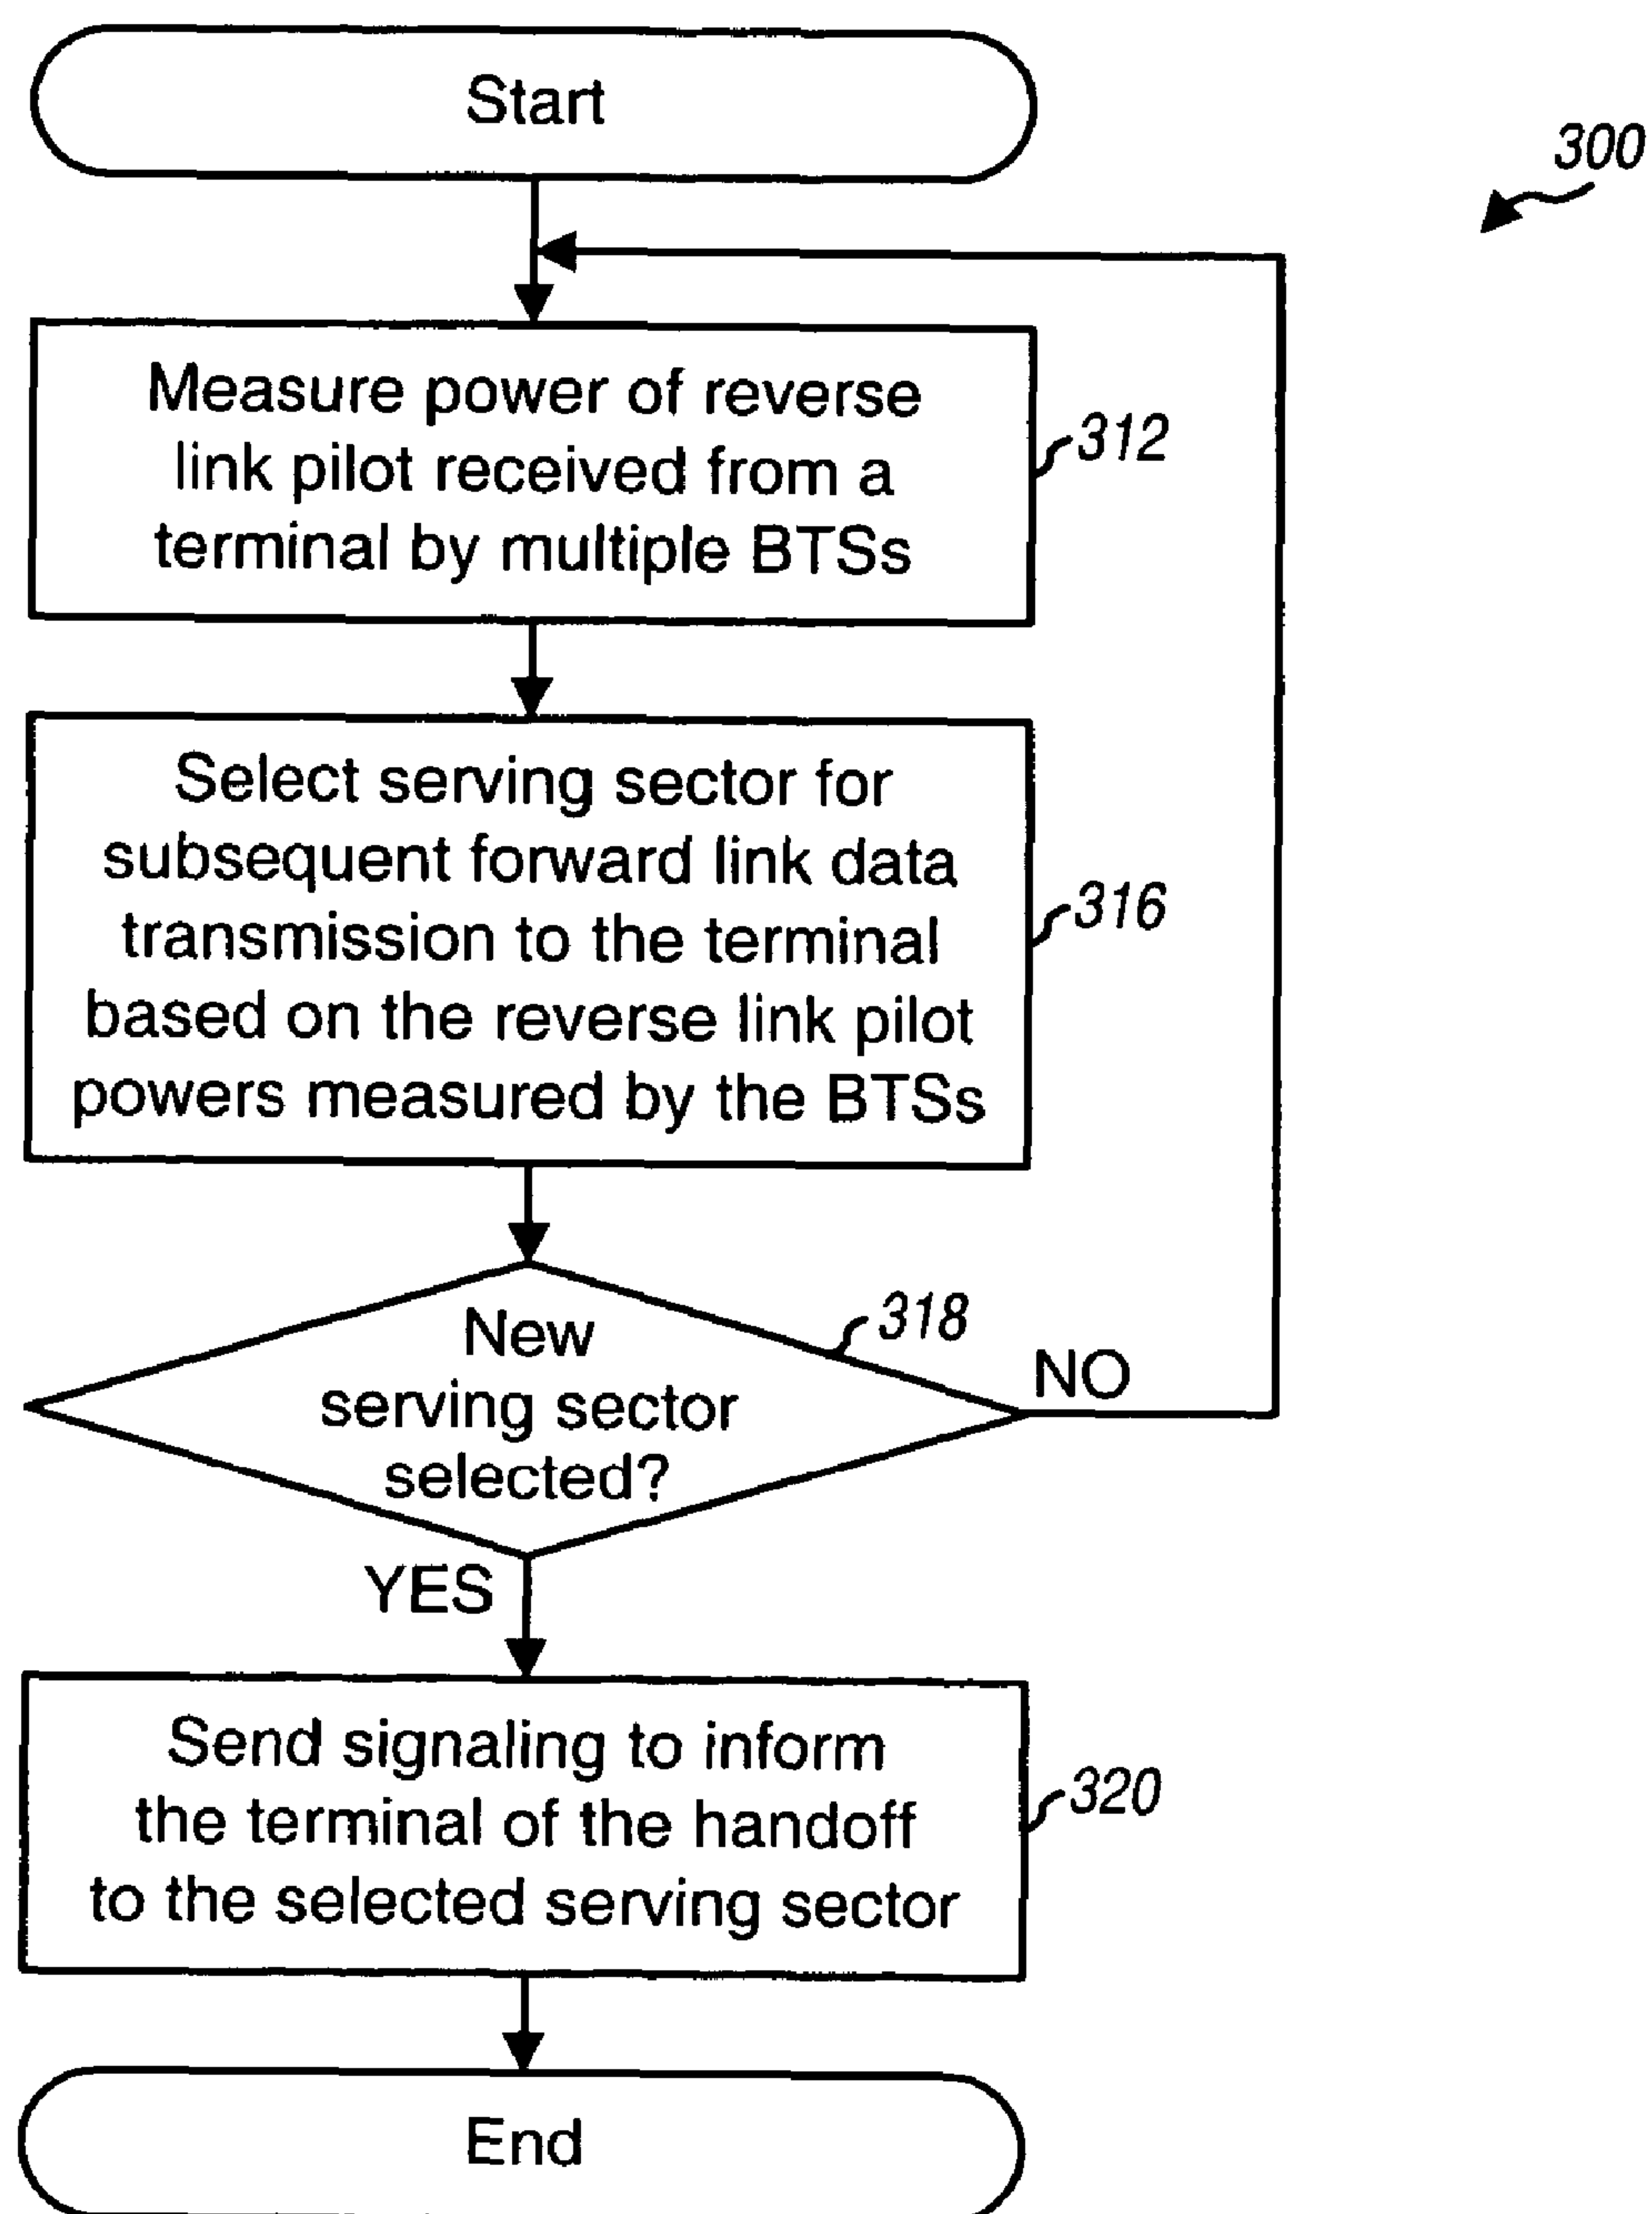 Start
300
Measure power of reverse
link pilot received from a
terminal by multiple BTSs
312
Select serving sector for
subsequent forward link data
transmission to the terminal
based on the reverse link pilot
powers measured by the BTSs
316
New
serving sector
selected?
318
NO
YES
Send signaling to inform
the terminal of the handoff
to the selected serving sector
320
End